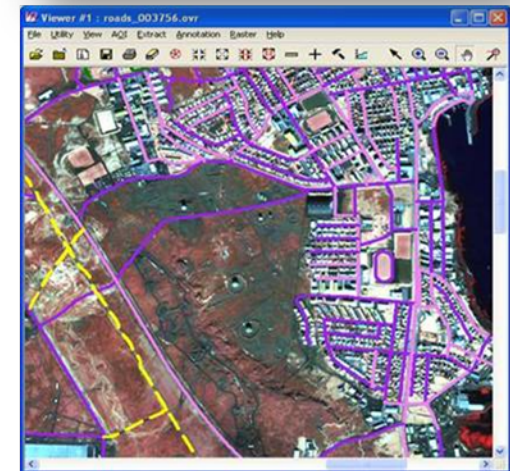 Viewer #1 : roads_003756.ovr
File Utility View AOI Extract Annotation Raster Help